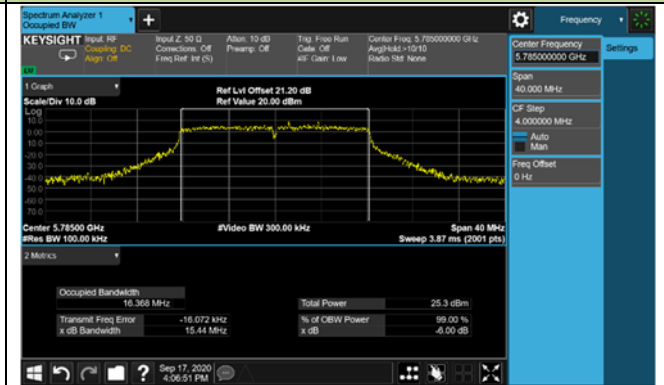 Spectrum Analyzer 1
Occupied BW
+
Frequency
KEYSIGHT Input: RF
Coupling: DC
Align: Off
Input Z: 50 Ω
Corrections: Off
Freq Ref: Int (S)
Atten: 10 dB
Preamp: Off
Trig: Free Run
Gate: Off
#IF Gain: Low
Center Freq: 5.785000000 GHz
Avg|Hold:>10/10
Radio Std: None
Center Frequency
5.785000000 GHz
Settings
Span
40.000 MHz
CF Step
4.000000 MHz
Auto
Man
Freq Offset
0 Hz
1 Graph
Scale/Div 10.0 dB
Ref Lvl Offset 21.20 dB
Ref Value 20.00 dBm
Log
10.0
0.00
-10.0
-20.0
-30.0
-40.0
-50.0
-60.0
-70.0
Center 5.78500 GHz
#Res BW 100.00 kHz
#Video BW 300.00 kHz
Span 40 MHz
Sweep 3.87 ms (2001 pts)
2 Metrics
Occupied Bandwidth
16.368 MHz
Total Power 25.3 dBm
Transmit Freq Error -16.072 kHz
% of OBW Power 99.00 %
x dB Bandwidth 15.44 MHz
x dB -6.00 dB
?
Sep 17, 2020
4:06:51 PM